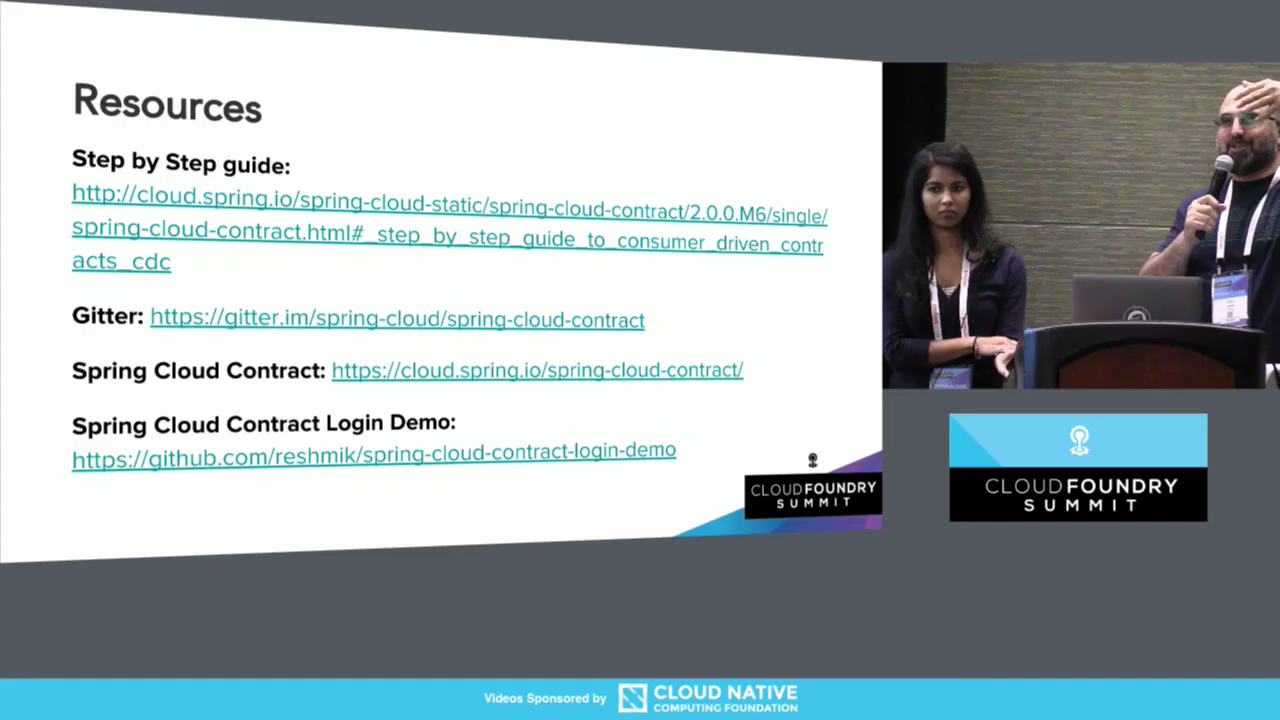 Resources
Step by Step guide:
http://cloud.spring.io/spring-cloud-static/spring-cloud-contract/2.0.0.M6/single/
spring-cloud-contract.html#_step_by_step_guide_to_consumer_driven_contr
acts_cdc
Gitter: https://gitter.im/spring-cloud/spring-cloud-contract
Spring Cloud Contract: https://cloud.spring.io/spring-cloud-contract/
Spring Cloud Contract Login Demo:
https://github.com/reshmik/spring-cloud-contract-login-demo
CLOUDFOUNDRY
SUMMIT
CLOUDFOUNDRY
SUMMIT
Videos Sponsored by
CLOUD NATIVE
COMPUTING FOUNDATION